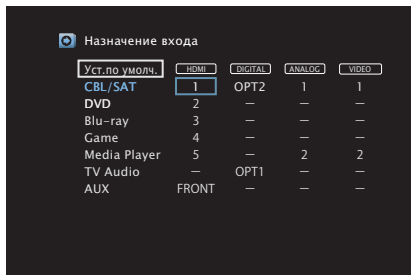 Назначение входа
Уст.по умолч. HDMI DIGITAL ANALOG VIDEO
CBL/SAT 1 OPT2 1 1
DVD 2 – – –
Blu-ray 3 – – –
Game 4 – – –
Media Player 5 – 2 2
TV Audio – OPT1 – –
AUX FRONT – – –